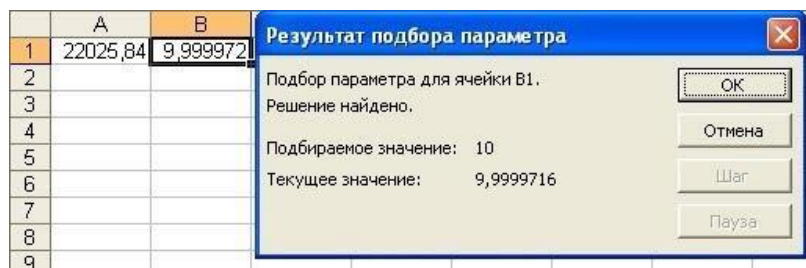 A B
1 22025,84 9,999972
2
3
4
5
6
7
8
9
Результат подбора параметра
Подбор параметра для ячейки B1.
Решение найдено.
Подбираемое значение: 10
Текущее значение: 9,9999716
ОК
Отмена
Шаг
Пауза